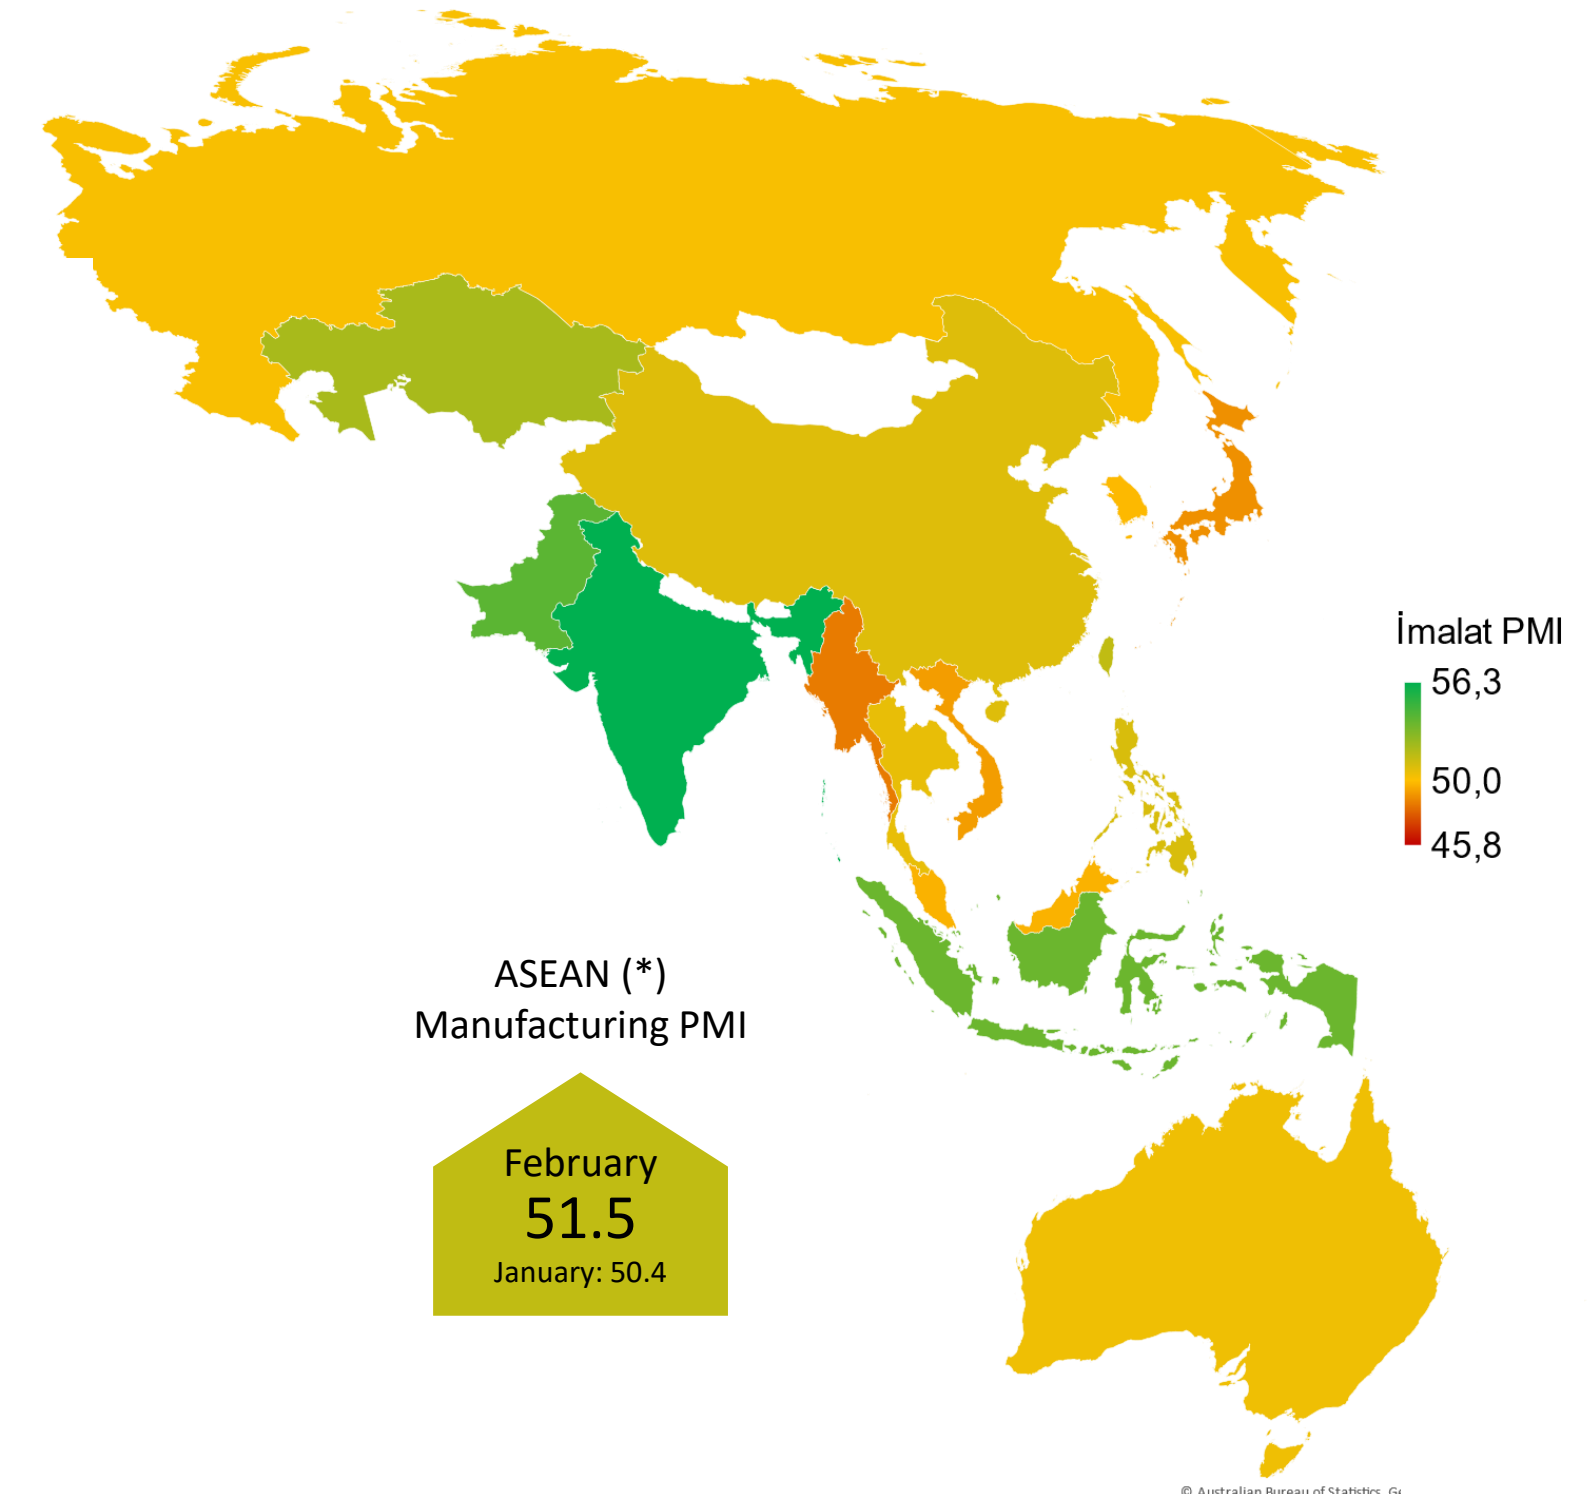 İmalat PMI
56,3
50,0
45,8
ASEAN (*)
Manufacturing PMI
February
51.5
January: 50.4
© Australian Bureau of Statistics, Ge